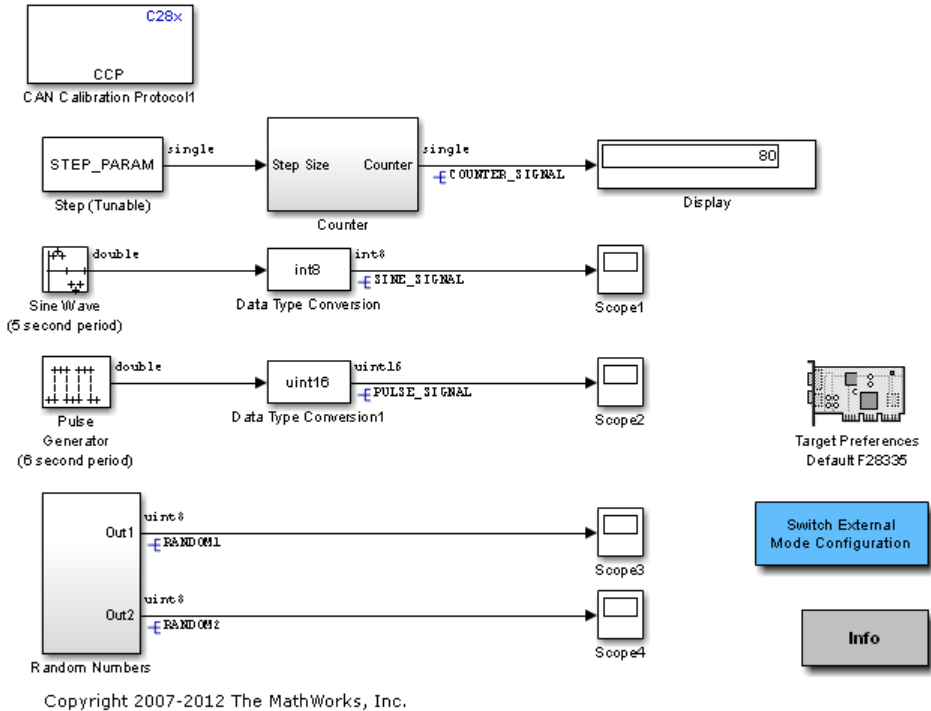 C28x
CCP
CAN Calibration Protocol1
STEP_PARAM
single
Step Size
Counter
single
COUNTER_SIGNAL
80
Step (Tunable)
Counter
Display
double
int8
int8
SINE_SIGNAL
Sine Wave
(5 second period)
Data Type Conversion
Scope1
double
uint16
uint16
PULSE_SIGNAL
Pulse
Generator
(6 second period)
Data Type Conversion1
Scope2
Target Preferences
Default F28335
Out1
uint8
RANDOM1
Scope3
Switch External
Mode Configuration
Out2
uint8
RANDOM2
Scope4
Info
Random Numbers
Copyright 2007-2012 The MathWorks, Inc.